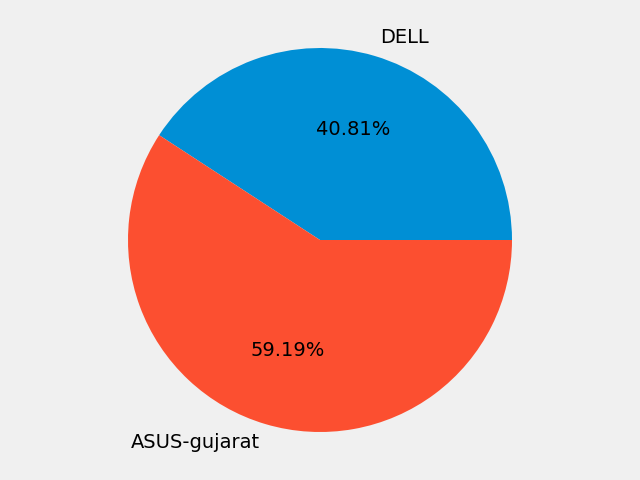 DELL
40.81%
59.19%
ASUS-gujarat